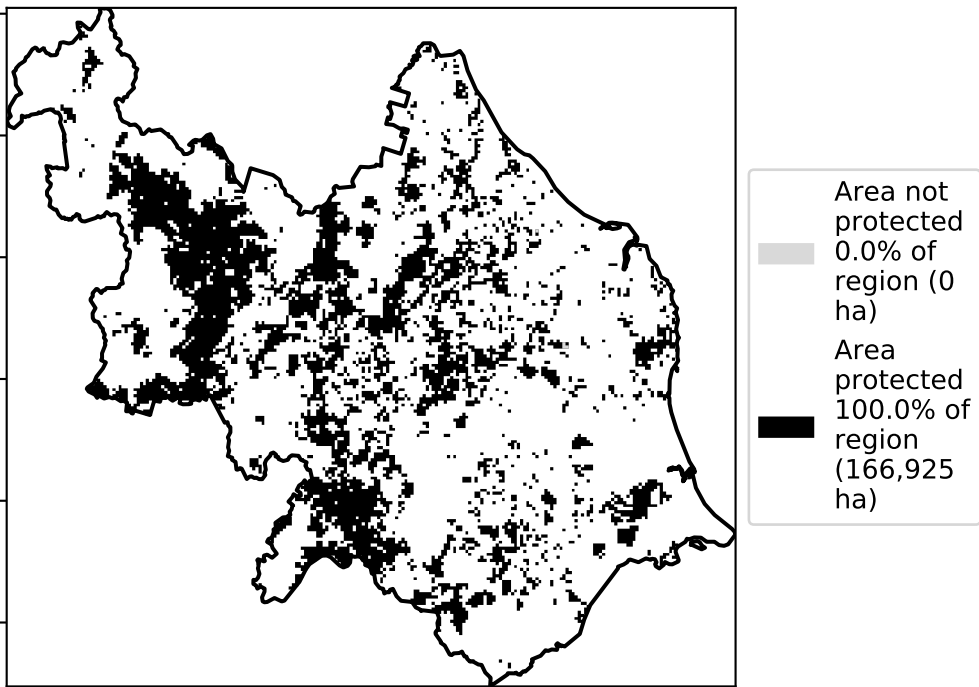 Area not
protected
0.0% of
region (0
ha)
Area
protected
100.0% of
region
(166,925
ha)